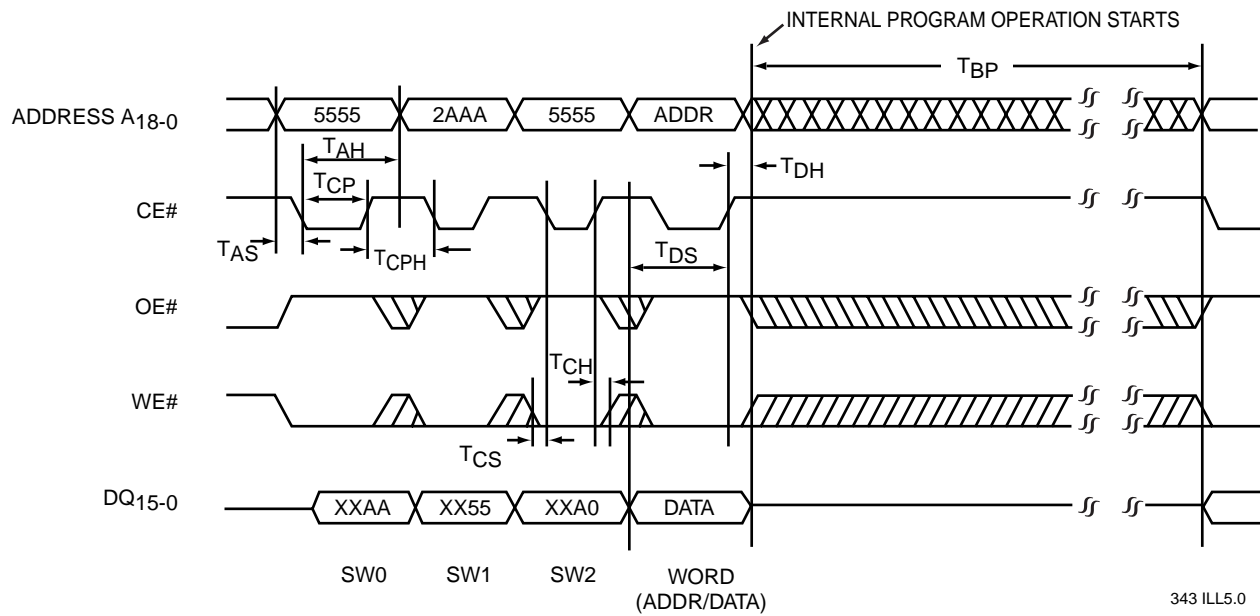 INTERNAL PROGRAM OPERATION STARTS
TBP
ADDRESS A18-0
5555
2AAA
5555
ADDR
TAH
TDH
TCP
CE#
TAS
TCPH
TDS
OE#
TCH
WE#
TCS
DQ15-0
XXAA
XX55
XXA0
DATA
SW0
SW1
SW2
WORD
(ADDR/DATA)
343 ILL5.0